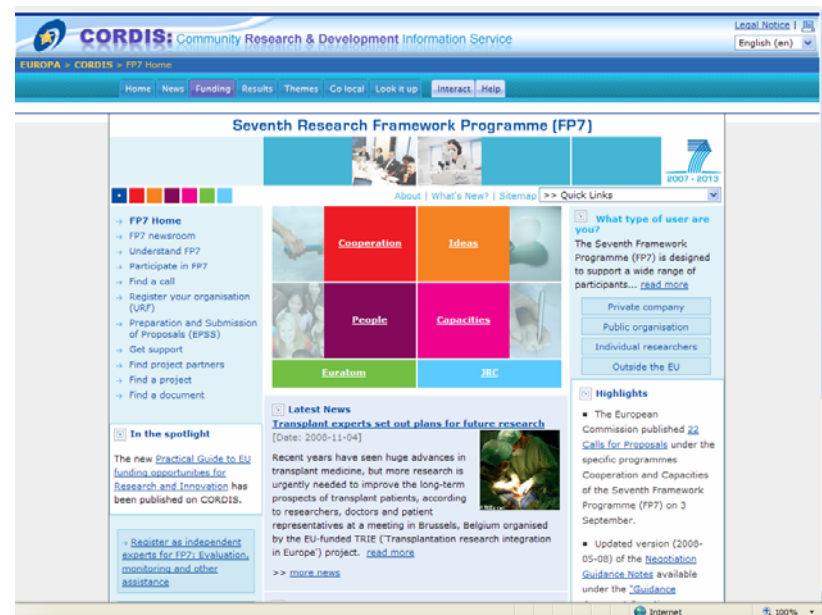 Legal Notice |
CORDIS: Community Research & Development Information Service
English (en)
EUROPA > CORDIS > FP7 Home
Home News Funding Results Themes Go local Look it up Interact Help
Seventh Research Framework Programme (FP7)
7
2007 - 2013
About | What's New? | Sitemap >> Quick Links
FP7 Home
FP7 newsroom
Understand FP7
Participate in FP7
Find a call
Register your organisation
(URF)
Preparation and Submission
of Proposals (EPSS)
Get support
Find project partners
Find a project
Find a document
In the spotlight
The new Practical Guide to EU
funding opportunities for
Research and Innovation has
been published on CORDIS.
Register as independent
experts for FP7: Evaluation,
monitoring and other
assistance
Cooperation
Ideas
People
Capacities
Euratom
JRC
Latest News
Transplant experts set out plans for future research
[Date: 2008-11-04]
Recent years have seen huge advances in
transplant medicine, but more research is
urgently needed to improve the long-term
prospects of transplant patients, according
to researchers, doctors and patient
representatives at a meeting in Brussels, Belgium organised
by the EU-funded TRIE ('Transplantation research integration
in Europe') project. read more
>> more news
What type of user are
you?
The Seventh Framework
Programme (FP7) is designed
to support a wide range of
participants... read more
Private company
Public organisation
Individual researchers
Outside the EU
Highlights
The European
Commission published 22
Calls for Proposals under the
specific programmes
Cooperation and Capacities
of the Seventh Framework
Programme (FP7) on 3
September.
Updated version (2008-
05-08) of the Negotiation
Guidance Notes available
under the "Guidance
Internet 100%